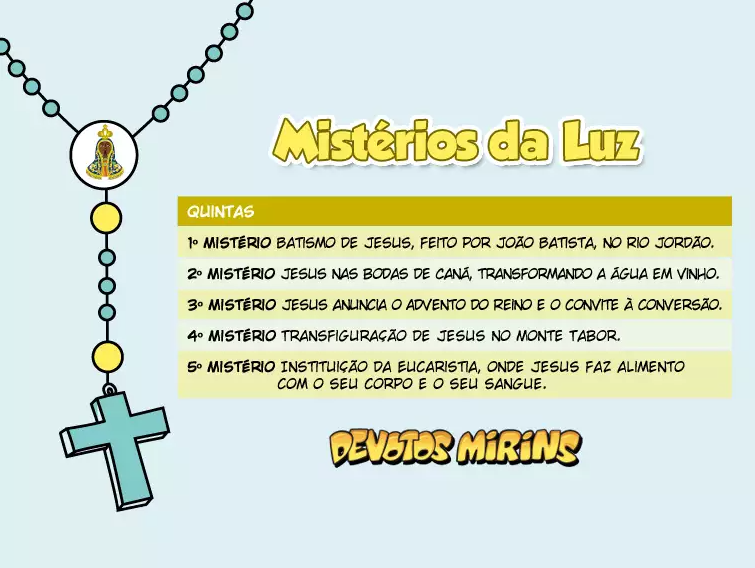 Mistérios da Luz
QUINTAS
1º MISTÉRIO BATISMO DE JESUS, FEITO POR JOÃO BATISTA, NO RIO JORDÃO.
2º MISTÉRIO JESUS NAS BODAS DE CANÁ, TRANSFORMANDO A ÁGUA EM VINHO.
3º MISTÉRIO JESUS ANUNCIA O ADVENTO DO REINO E O CONVITE À CONVERSÃO.
4º MISTÉRIO TRANSFIGURAÇÃO DE JESUS NO MONTE TABOR.
5º MISTÉRIO INSTITUIÇÃO DA EUCARISTIA, ONDE JESUS FAZ ALIMENTO
COM O SEU CORPO E O SEU SANGUE.
DEVOTOS MIRINS